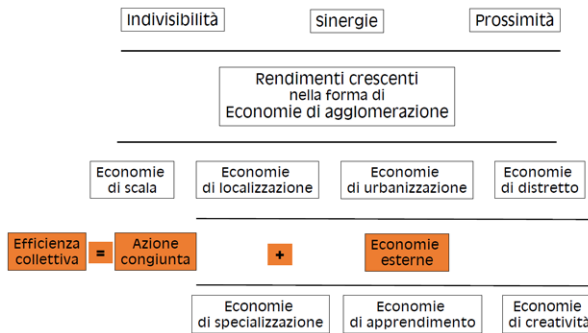 Indivisibilità
Sinergie
Prossimità
Rendimenti crescenti
nella forma di
Economie di agglomerazione
Economie
di scala
Economie
di localizzazione
Economie
di urbanizzazione
Economie
di distretto
Efficienza
collettiva
=
Azione
congiunta
+
Economie
esterne
Economie
di specializzazione
Economie
di apprendimento
Economie
di creatività